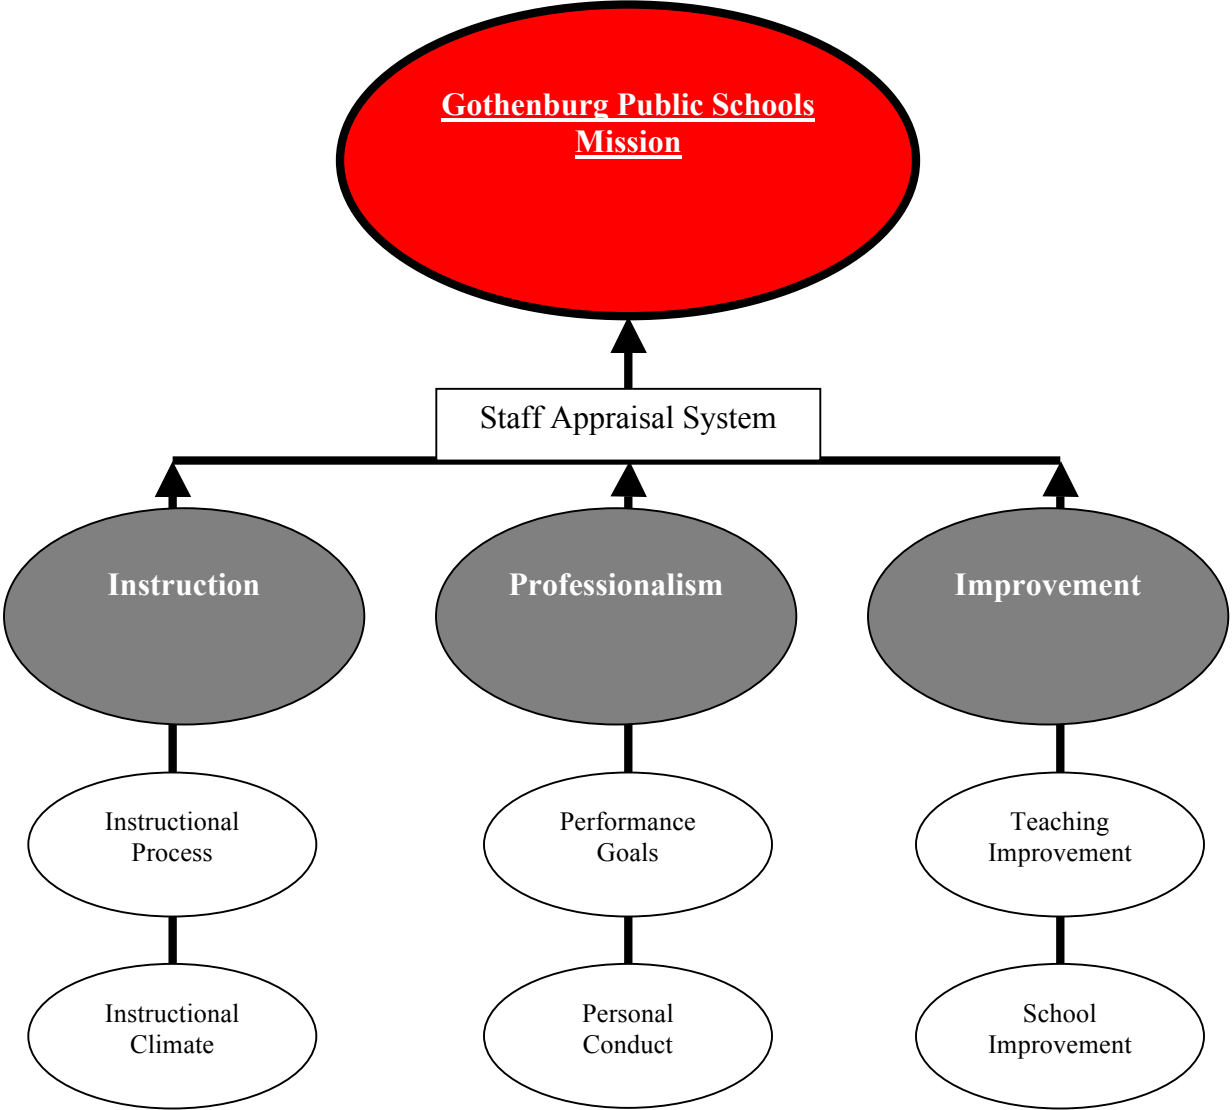 Gothenburg Public Schools
Mission
Staff Appraisal System
Instruction
Professionalism
Improvement
Instructional
Process
Performance
Goals
Teaching
Improvement
Instructional
Climate
Personal
Conduct
School
Improvement